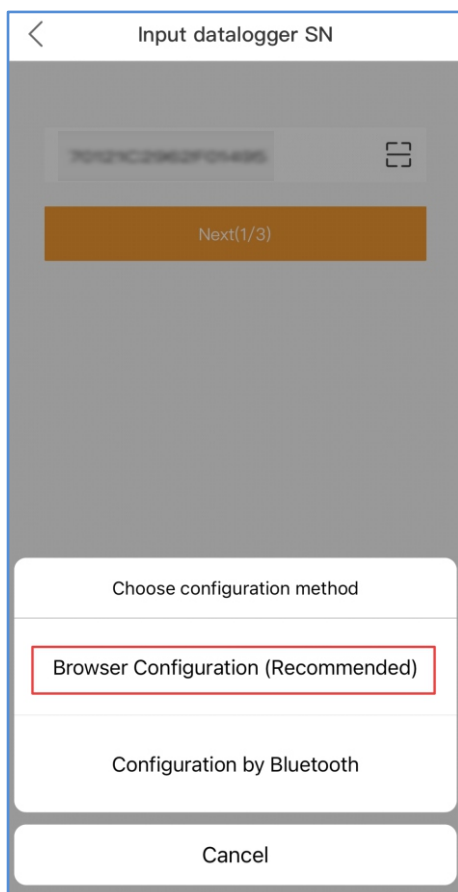 Input datalogger SN
Next(1/3)
Choose configuration method
Browser Configuration (Recommended)
Configuration by Bluetooth
Cancel